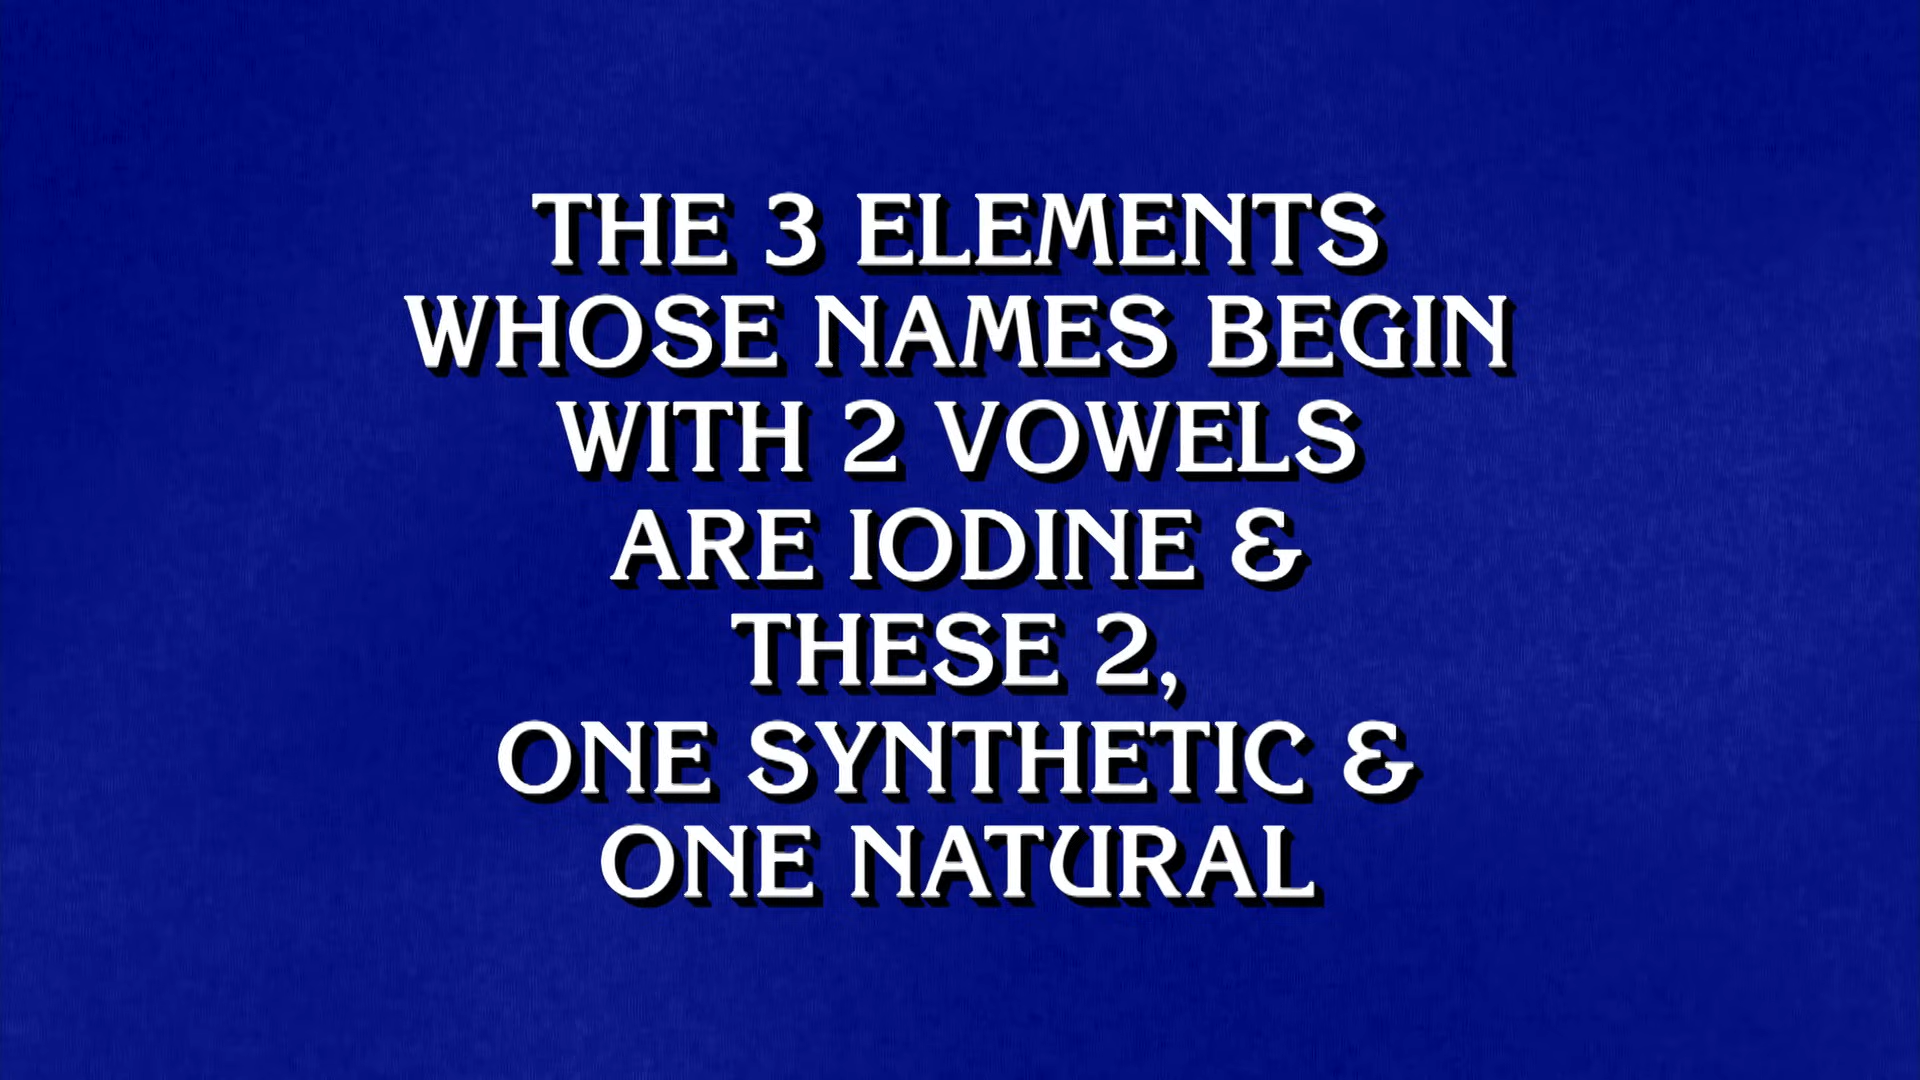 THE 3 ELEMENTS
WHOSE NAMES BEGIN
WITH 2 VOWELS
ARE IODINE &
THESE 2,
ONE SYNTHETIC &
ONE NATURAL